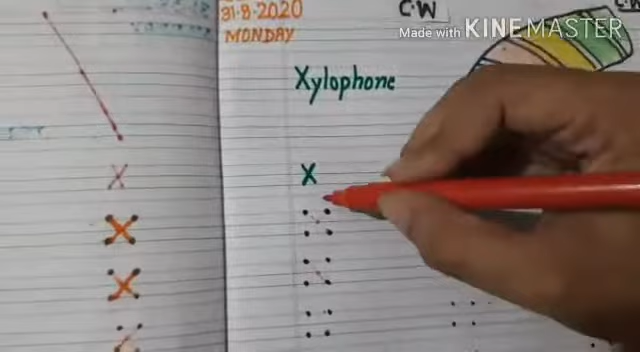 31·8·2020
MONDAY
C.W
Made with KINEMASTER
Xylophone
X
X
X
X